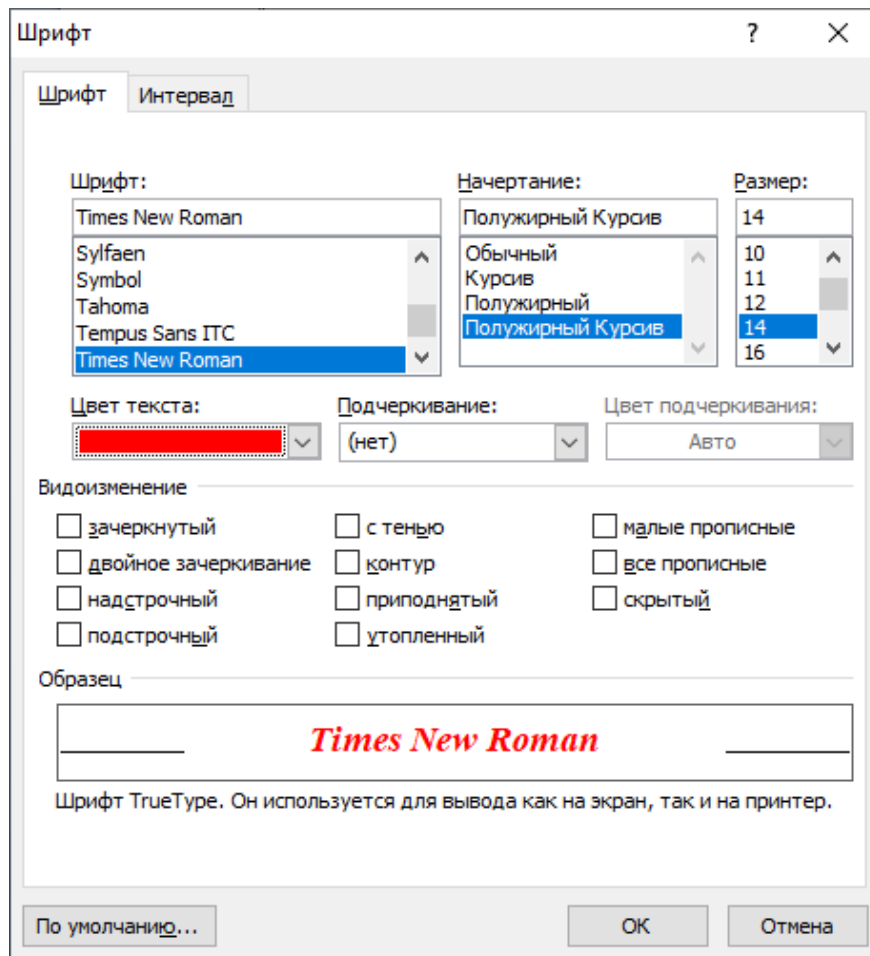 Шрифт ?
Шрифт Интервал
Шрифт: Начертание: Размер:
Times New Roman Полужирный Курсив 14
Sylfaen Обычный 10
Symbol Курсив 11
Tahoma Полужирный 12
Tempus Sans ITC Полужирный Курсив 14
Times New Roman 16
Цвет текста: Подчеркивание: Цвет подчеркивания:
(нет) Авто
Видоизменение
зачеркнутый с тенью малые прописные
двойное зачеркивание контур все прописные
надстрочный приподнятый скрытый
подстрочный утопленный
Образец
Times New Roman
Шрифт TrueType. Он используется для вывода как на экран, так и на принтер.
По умолчанию... ОК Отмена